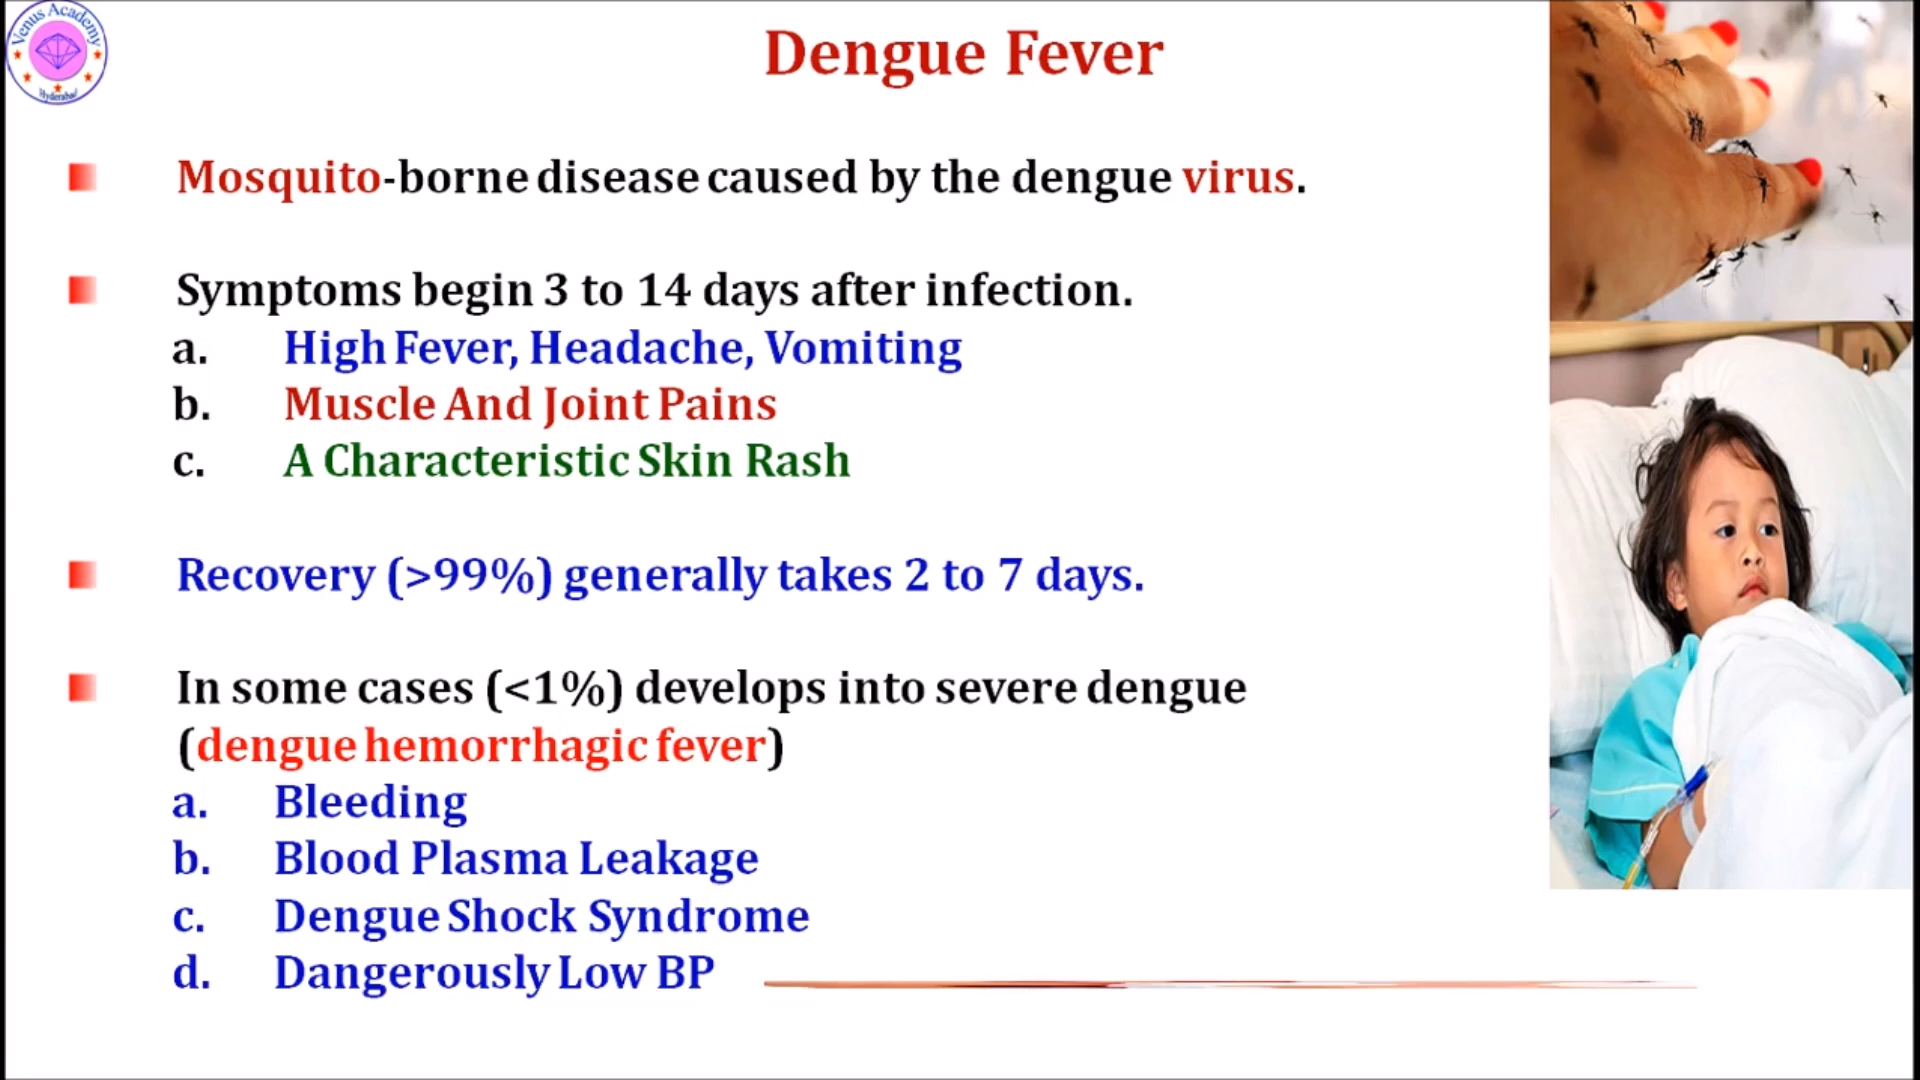 Venus Academy
Hyderabad
Dengue Fever
Mosquito-borne disease caused by the dengue virus.
Symptoms begin 3 to 14 days after infection.
a. High Fever, Headache, Vomiting
b. Muscle And Joint Pains
c. A Characteristic Skin Rash
Recovery (>99%) generally takes 2 to 7 days.
In some cases (<1%) develops into severe dengue
(dengue hemorrhagic fever)
a. Bleeding
b. Blood Plasma Leakage
c. Dengue Shock Syndrome
d. Dangerously Low BP